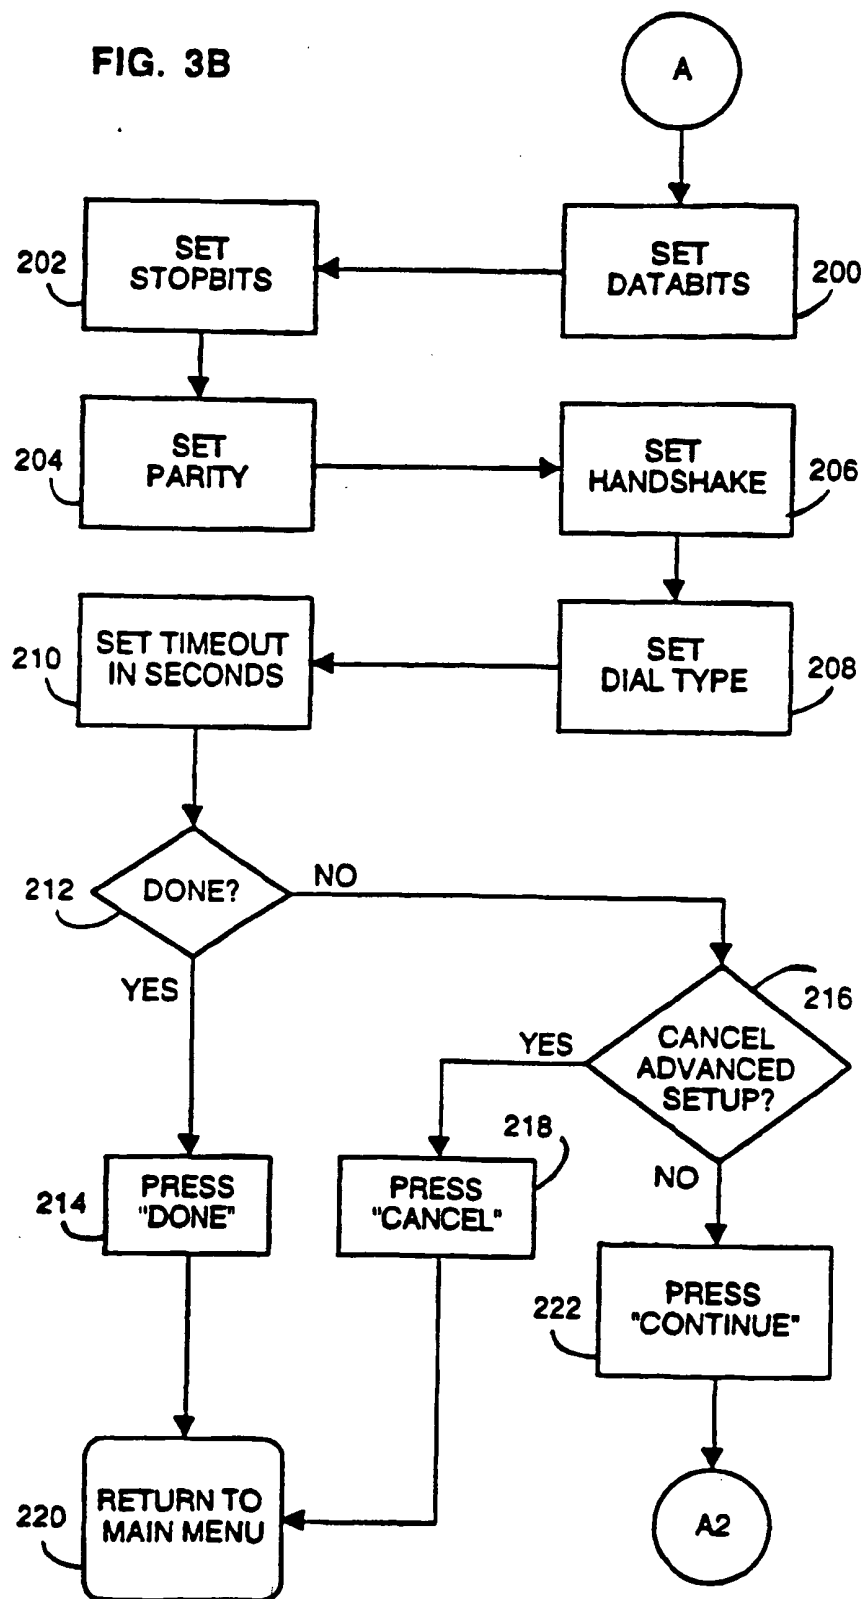 FIG. 3B
A
SET
DATABITS
200
SET
STOPBITS
202
SET
PARITY
204
SET
HANDSHAKE
206
SET
DIAL TYPE
208
SET TIMEOUT
IN SECONDS
210
DONE?
212
NO
YES
CANCEL
ADVANCED
SETUP?
216
YES
NO
PRESS
"DONE"
214
PRESS
"CANCEL"
218
PRESS
"CONTINUE"
222
RETURN TO
MAIN MENU
220
A2